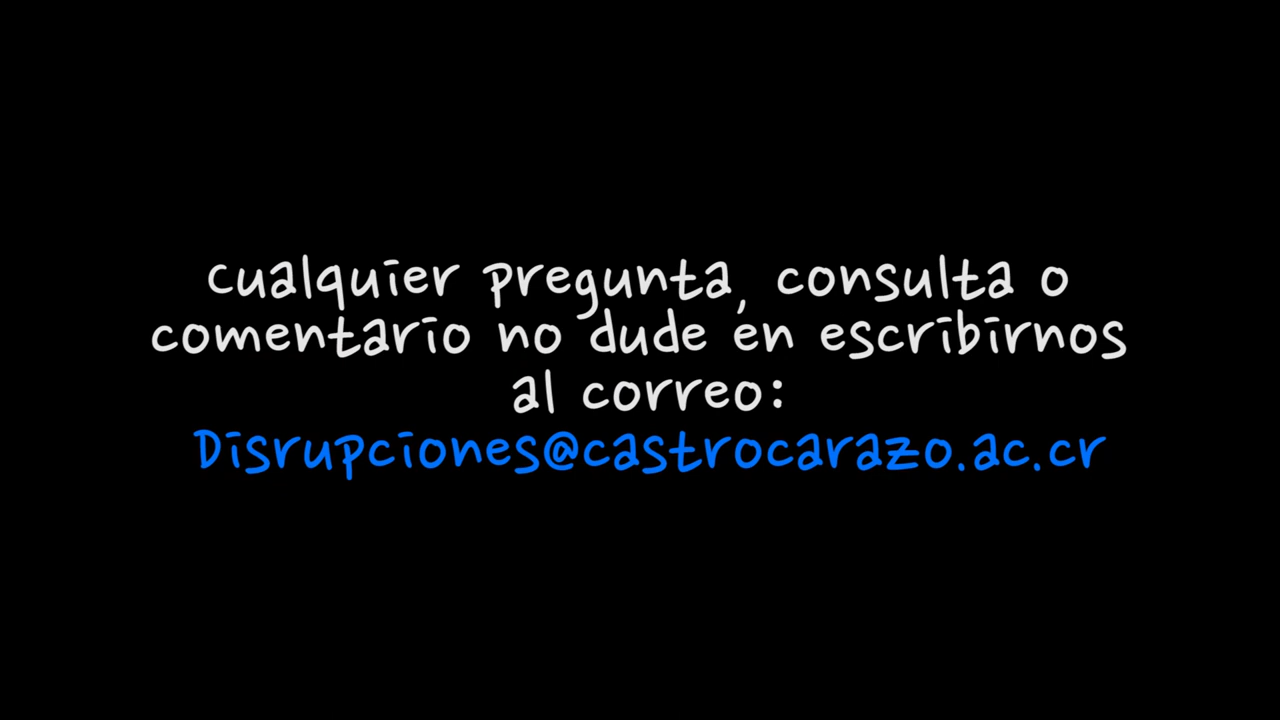 cualquier pregunta, consulta o
comentario no dude en escribirnos
al correo:
Disrupciones@castrocarazo.ac.cr